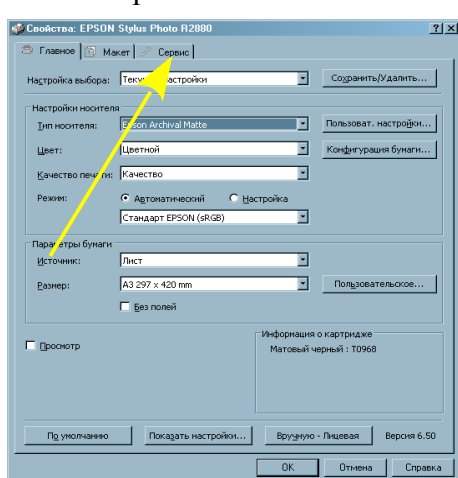 Свойства: EPSON Stylus Photo R2880
Главное Макет Сервис
Настройка выбора: Текущие настройки Сохранить/Удалить...
Настройки носителя
Тип носителя: Epson Archival Matte Пользоват. настройки...
Цвет: Цветной Конфигурация бумаги...
Качество печати: Качество
Режим: Автоматический Настройка
Стандарт EPSON (sRGB)
Параметры бумаги
Источник: Лист
Размер: A3 297 x 420 mm Пользовательское...
Без полей
Просмотр
Информация о картридже
Матовый черный : T0968
По умолчанию Показать настройки... Вручную - Лицевая Версия 6.50
OK Отмена Справка